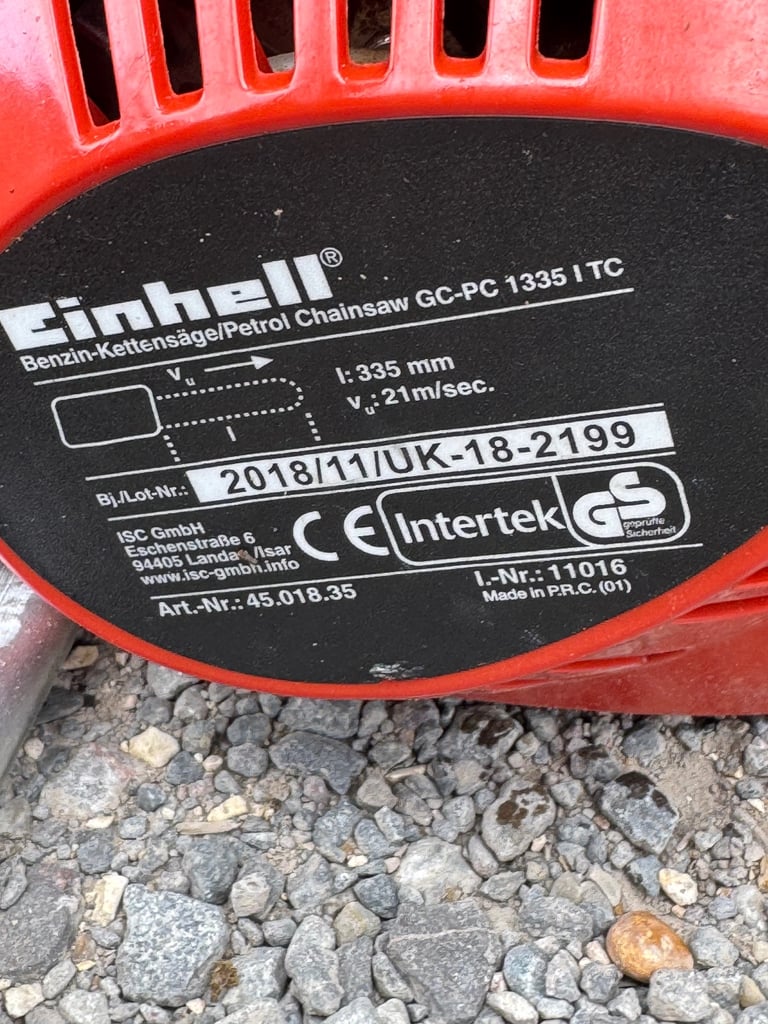 Einhell®
Benzin-Kettensäge/Petrol Chainsaw GC-PC 1335 I TC
vu
l: 335 mm
vu: 21m/sec.
l
Bj./Lot-Nr.: 2018/11/UK-18-2199
ISC GmbH
Eschenstraße 6
94405 Landau/Isar
www.isc-gmbh.info
CE
Intertek
GS
geprüfte
Sicherheit
Art.-Nr.: 45.018.35
I.-Nr.: 11016
Made in P.R.C. (01)